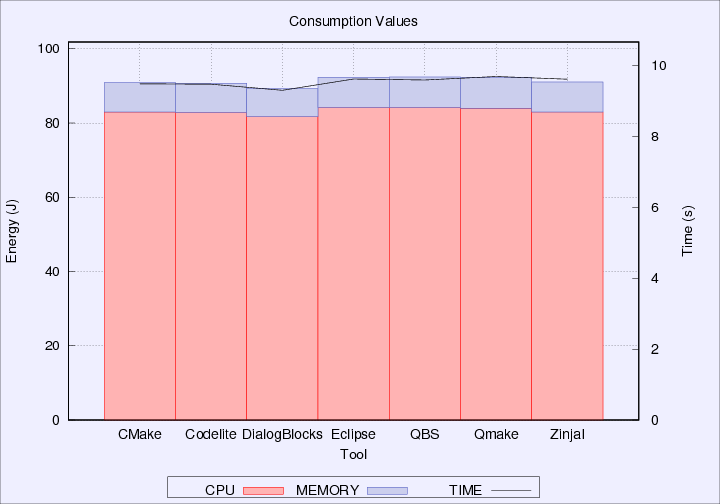 Consumption Values
100
80
60
40
20
0
Energy (J)
10
8
6
4
2
0
Time (s)
CMake Codelite DialogBlocks Eclipse QBS Qmake Zinjal
Tool
CPU MEMORY TIME